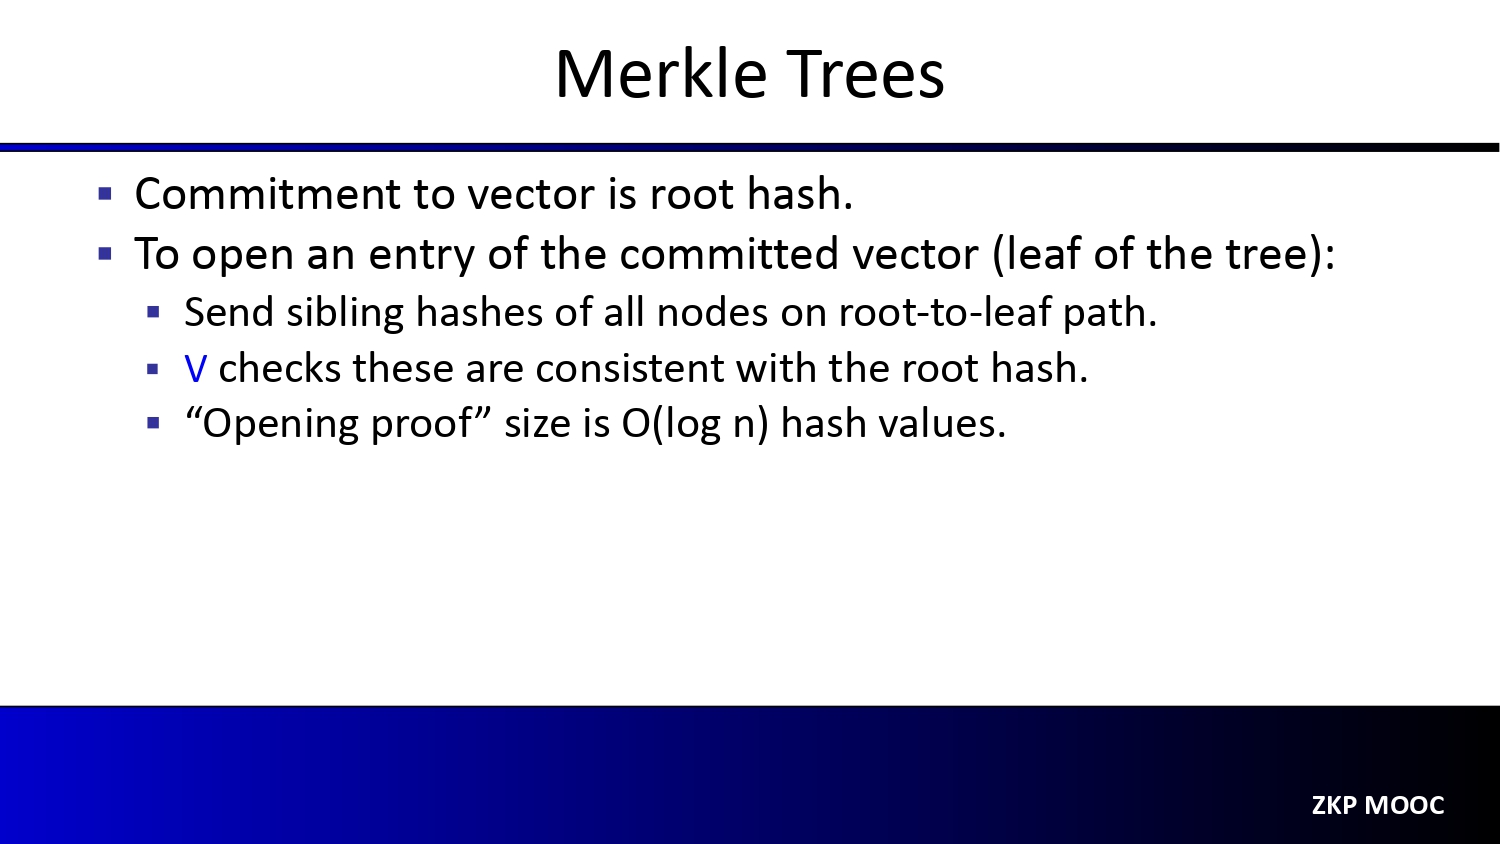 Merkle Trees
▪ Commitment to vector is root hash.
▪ To open an entry of the committed vector (leaf of the tree):
▪ Send sibling hashes of all nodes on root-to-leaf path.
▪ V checks these are consistent with the root hash.
▪ “Opening proof” size is O(log n) hash values.
ZKP MOOC